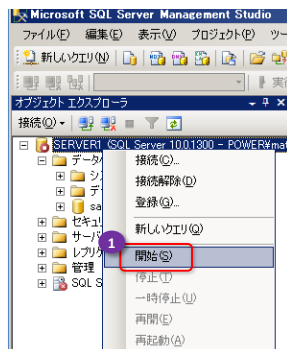 Microsoft SQL Server Management Studio
ファイル(F) 編集(E) 表示(V) プロジェクト(P) ツー
新しいクエリ(N)
実行
オブジェクト エクスプローラ
接続(O)
SERVER1 (SQL Server 10.0.1300 - POWER¥mat
データ
シ
デ
sa
セキュリ
サーバ
レプリケ
管理
SQL S
接続(C)...
接続解除(D)
登録(G)...
新しいクエリ(Q)
1
開始(S)
停止(T)
一時停止(U)
再開(E)
再起動(A)